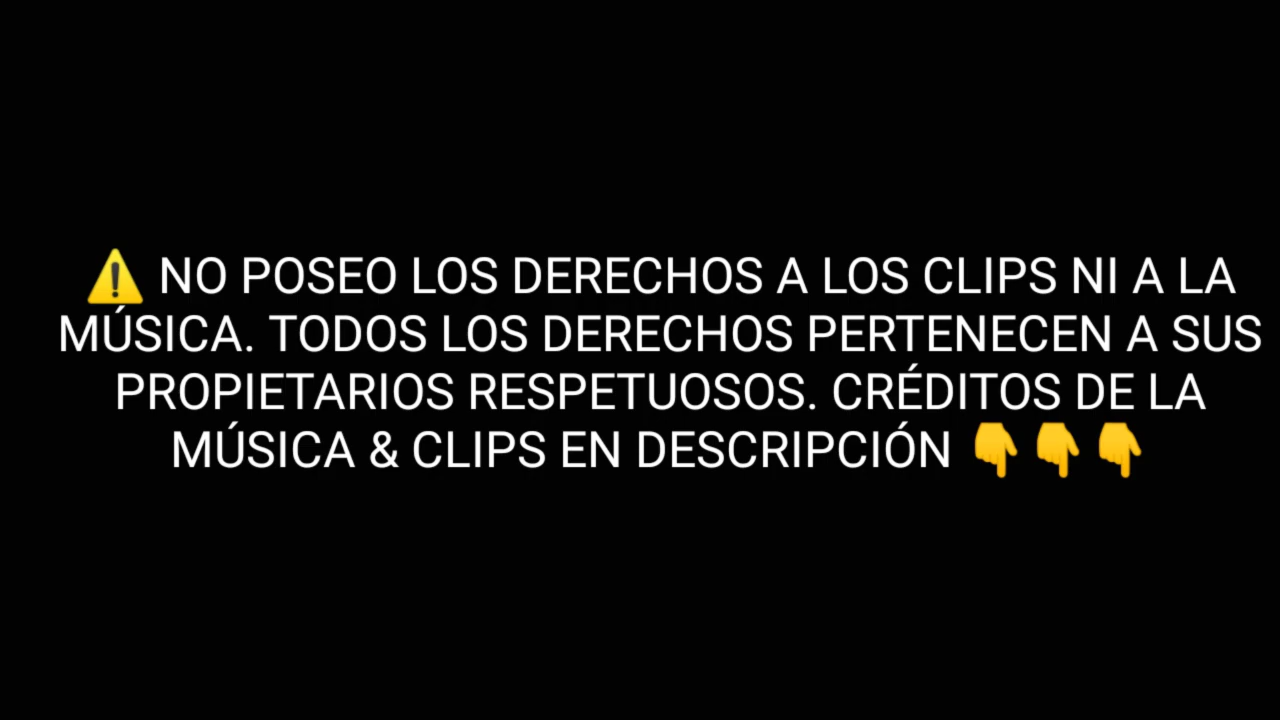 ⚠️ NO POSEO LOS DERECHOS A LOS CLIPS NI A LA
MÚSICA. TODOS LOS DERECHOS PERTENECEN A SUS
PROPIETARIOS RESPETUOSOS. CRÉDITOS DE LA
MÚSICA & CLIPS EN DESCRIPCIÓN 👇👇👇